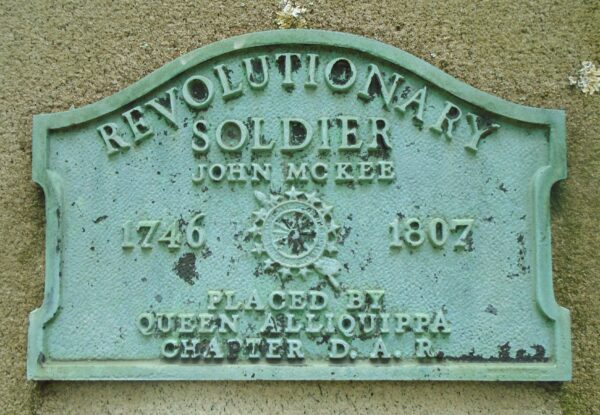 REVOLUTIONARY
SOLDIER
JOHN MCKEE
1746 1807
PLACED BY
QUEEN ALLIQUIPPA
CHAPTER D. A. R.